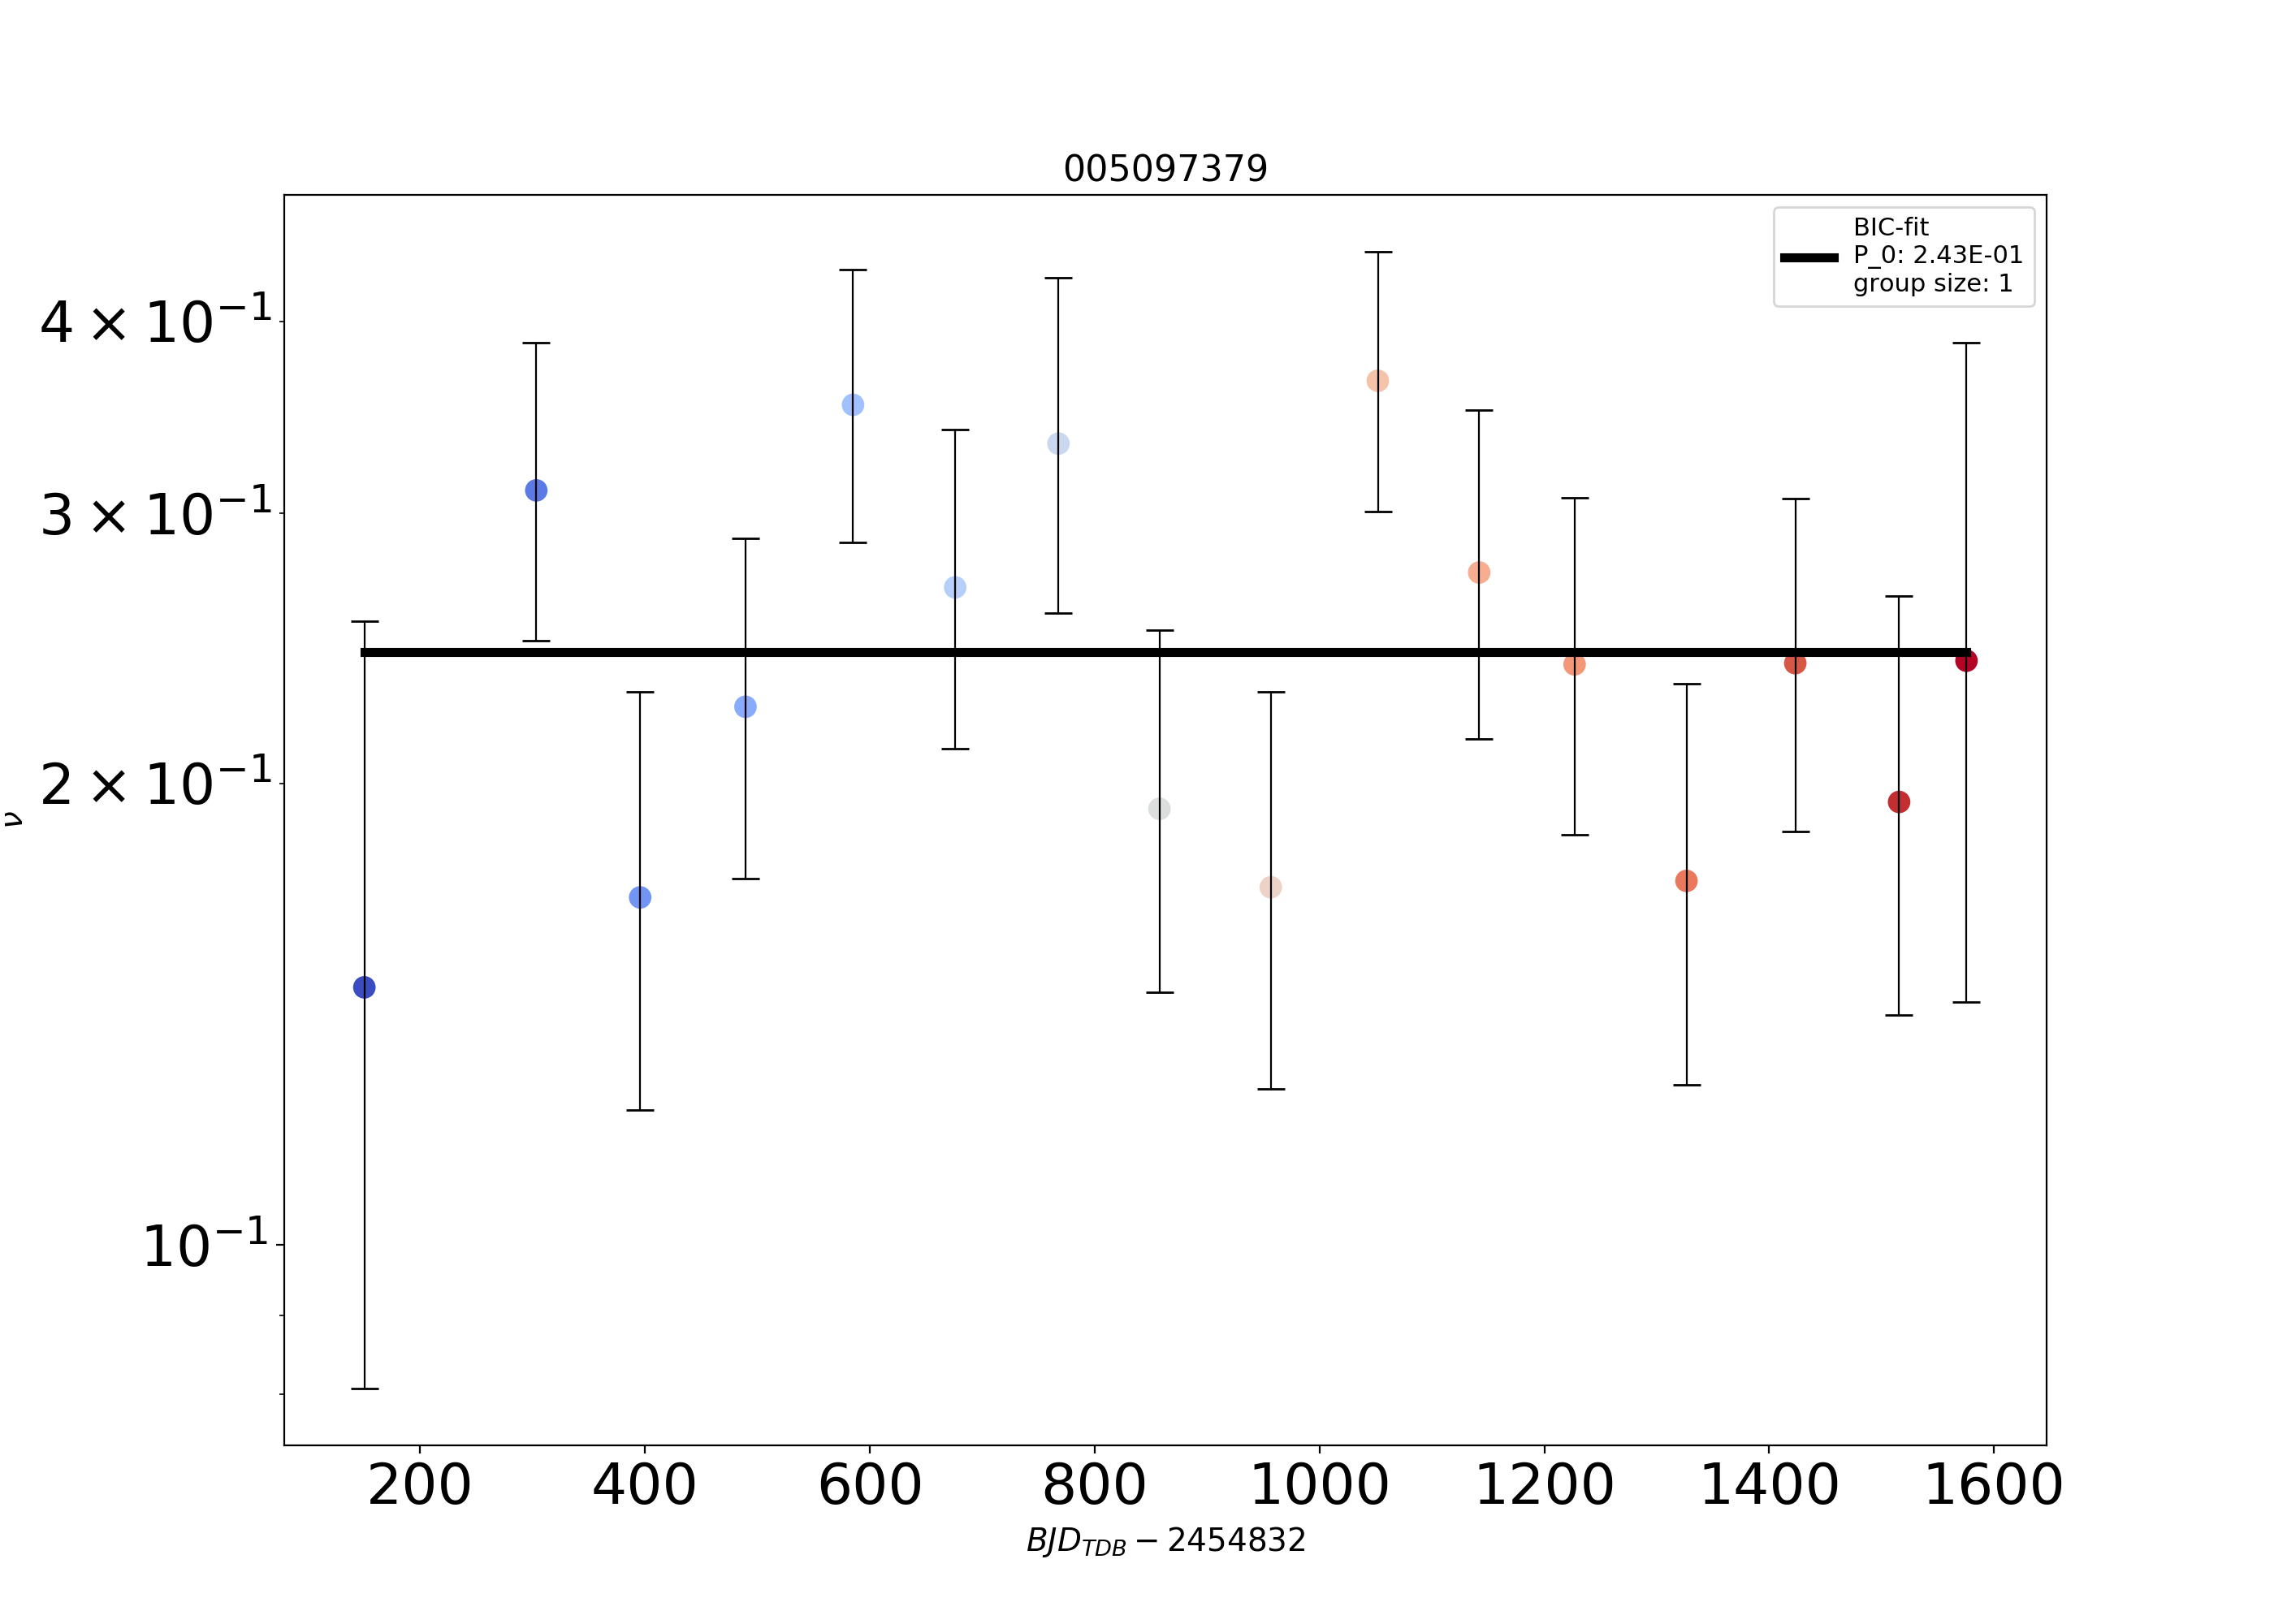 005097379
BIC-fit
P_0: 2.43E-01
group size: 1
4 × 10⁻¹
3 × 10⁻¹
2 × 10⁻¹
10⁻¹
ν
200 400 600 800 1000 1200 1400 1600
BJD_TDB − 2454832